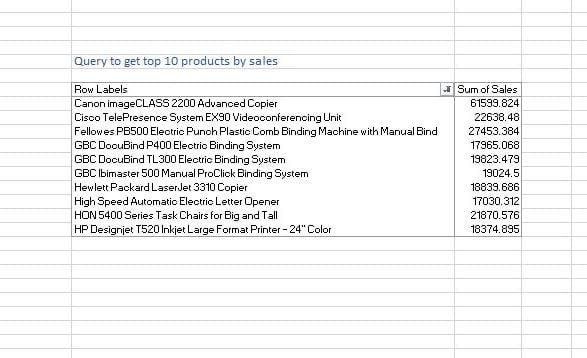 Query to get top 10 products by sales
Row Labels Sum of Sales
Canon imageCLASS 2200 Advanced Copier 61599.824
Cisco TelePresence System EX90 Videoconferencing Unit 22638.48
Fellowes PB500 Electric Punch Plastic Comb Binding Machine with Manual Bind 27453.384
GBC DocuBind P400 Electric Binding System 17965.068
GBC DocuBind TL300 Electric Binding System 19823.479
GBC Ibimaster 500 Manual ProClick Binding System 19024.5
Hewlett Packard LaserJet 3310 Copier 18839.686
High Speed Automatic Electric Letter Opener 17030.312
HON 5400 Series Task Chairs for Big and Tall 21870.576
HP Designjet T520 Inkjet Large Format Printer - 24" Color 18374.895